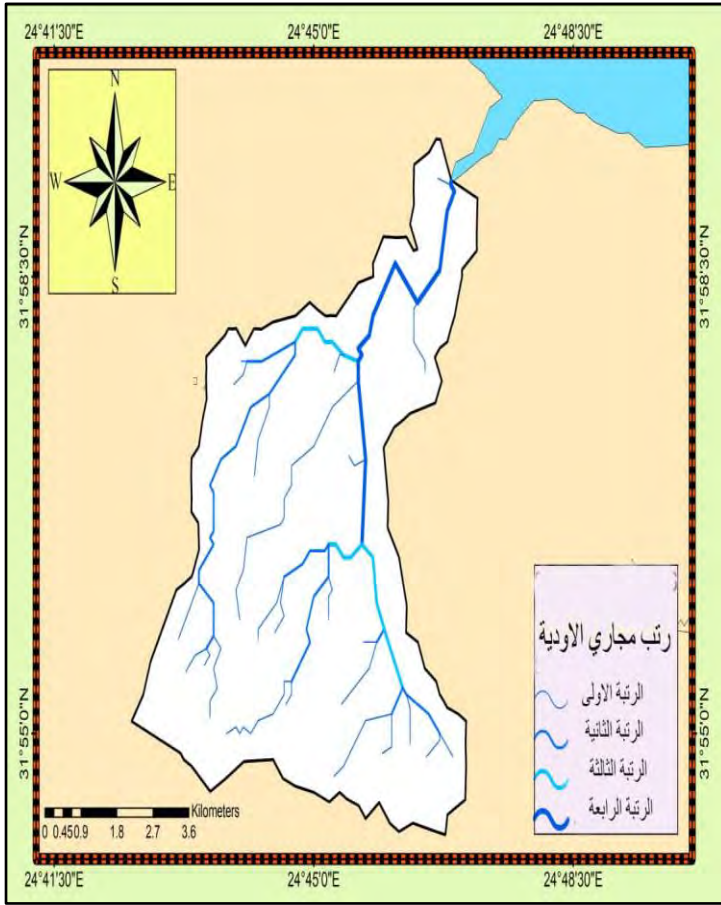 24°41'30"E 24°45'0"E 24°48'30"E
N
W E
S
31°58'30"N 31°58'30"N
رتب مجاري الاودية
الرتبة الاولى
الرتبة الثانية
الرتبة الثالثة
الرتبة الرابعة
31°55'0"N 31°55'0"N
Kilometers
0 0.45 0.9 1.8 2.7 3.6
24°41'30"E 24°45'0"E 24°48'30"E